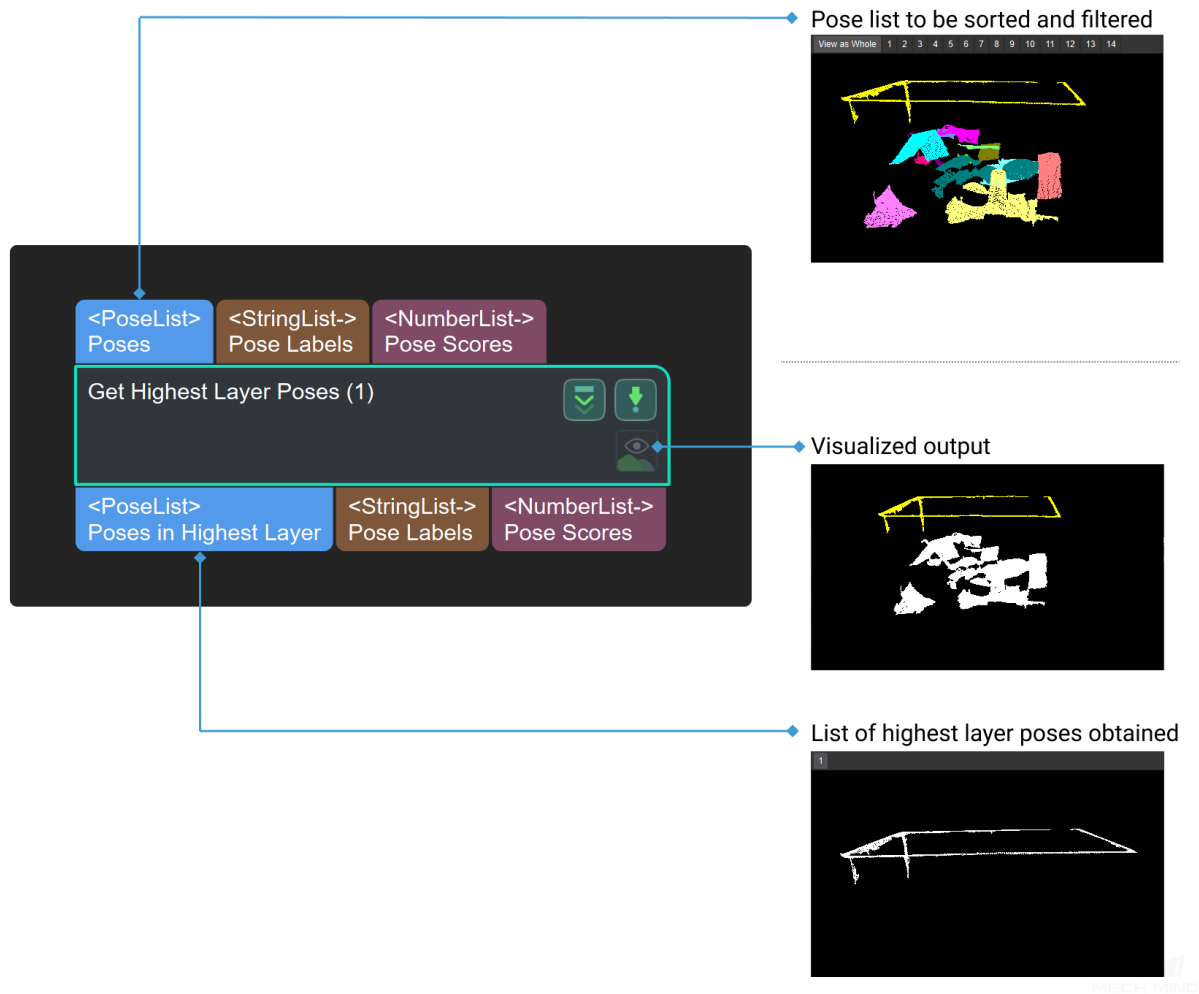 Pose list to be sorted and filtered
View as Whole 1 2 3 4 5 6 7 8 9 10 11 12 13 14
<PoseList> <StringList-> <NumberList->
Poses Pose Labels Pose Scores
Get Highest Layer Poses (1)
Visualized output
<PoseList> <StringList-> <NumberList->
Poses in Highest Layer Pose Labels Pose Scores
List of highest layer poses obtained
1
MECH MIND